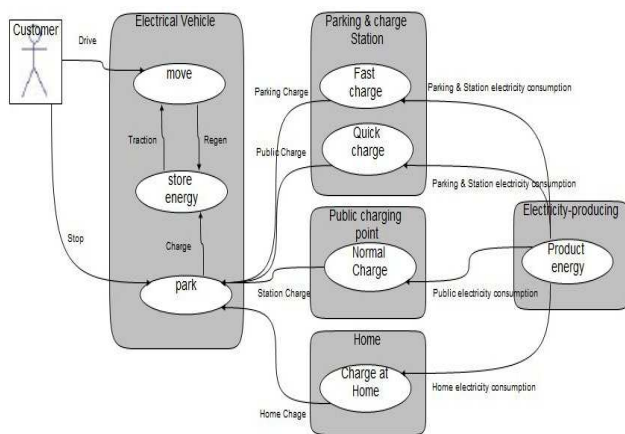 Customer
Drive
Stop
Electrical Vehicle
move
Traction
Regen
store
energy
Charge
park
Parking & charge
Station
Fast
charge
Quick
charge
Parking Charge
Public Charge
Parking & Station electricity consumption
Parking & Station electricity consumption
Public charging
point
Normal
Charge
Station Charge
Public electricity consumption
Electricity-producing
Product
energy
Home
Charge at
Home
Home Chage
Home electricity consumption